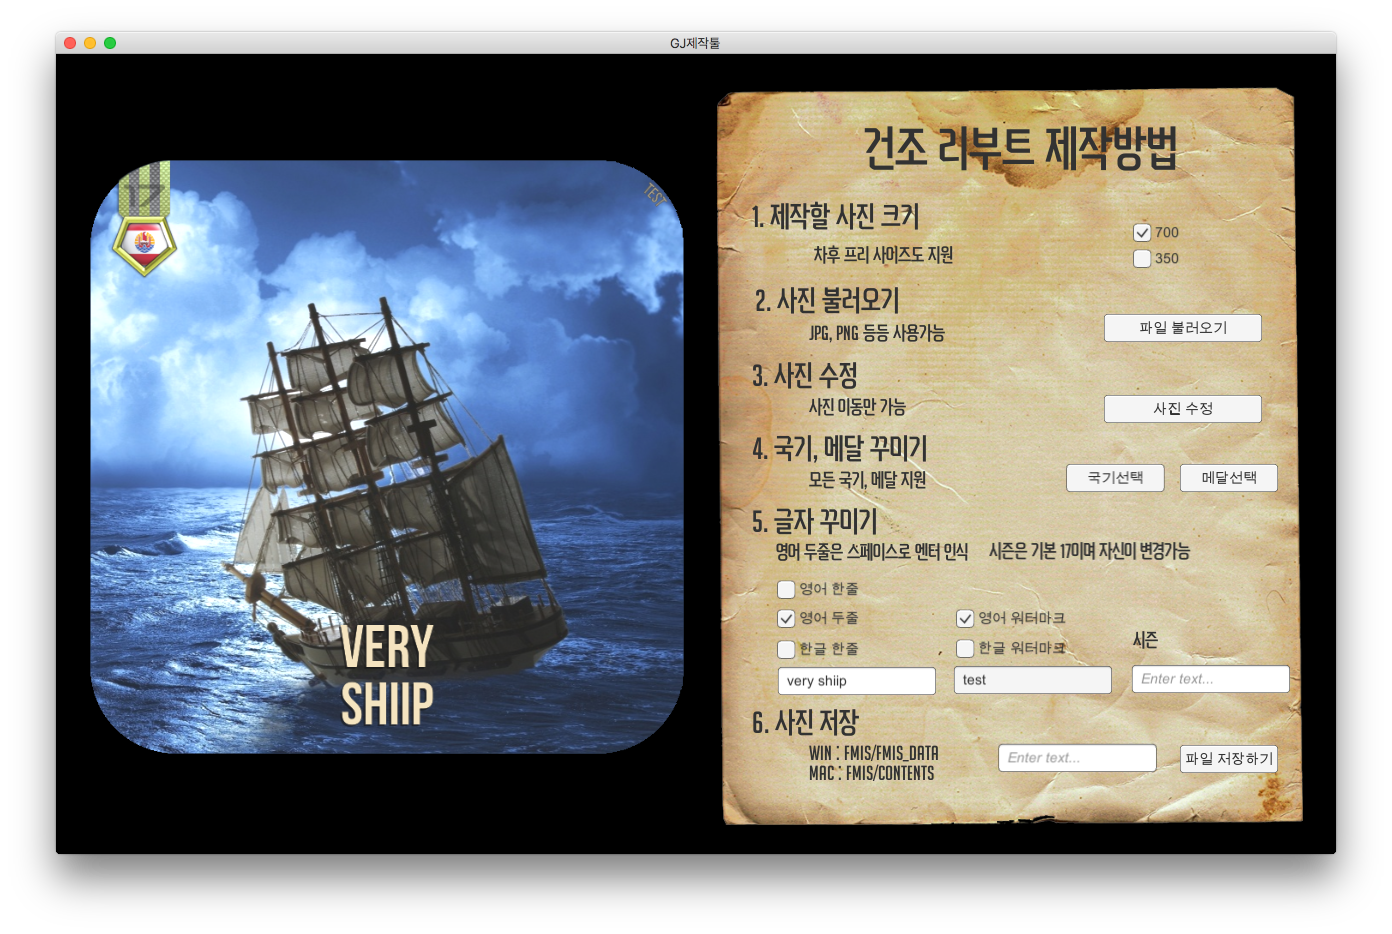 GJ제작툴
17
TEST
VERY
SHIIP
건조 리부트 제작방법
1. 제작할 사진 크기
차후 프리 사이즈도 지원
700
350
2. 사진 불러오기
JPG, PNG 등등 사용가능
파일 불러오기
3. 사진 수정
사진 이동만 가능
사진 수정
4. 국기, 메달 꾸미기
모든 국기, 메달 지원
국기선택
메달선택
5. 글자 꾸미기
영어 두줄은 스페이스로 엔터 인식
시즌은 기본 17이며 자신이 변경가능
영어 한줄
영어 두줄
영어 워터마크
한글 한줄
한글 워터마크
시즌
very shiip
test
Enter text...
6. 사진 저장
WIN : FMIS/FMIS_DATA
MAC : FMIS/CONTENTS
Enter text...
파일 저장하기